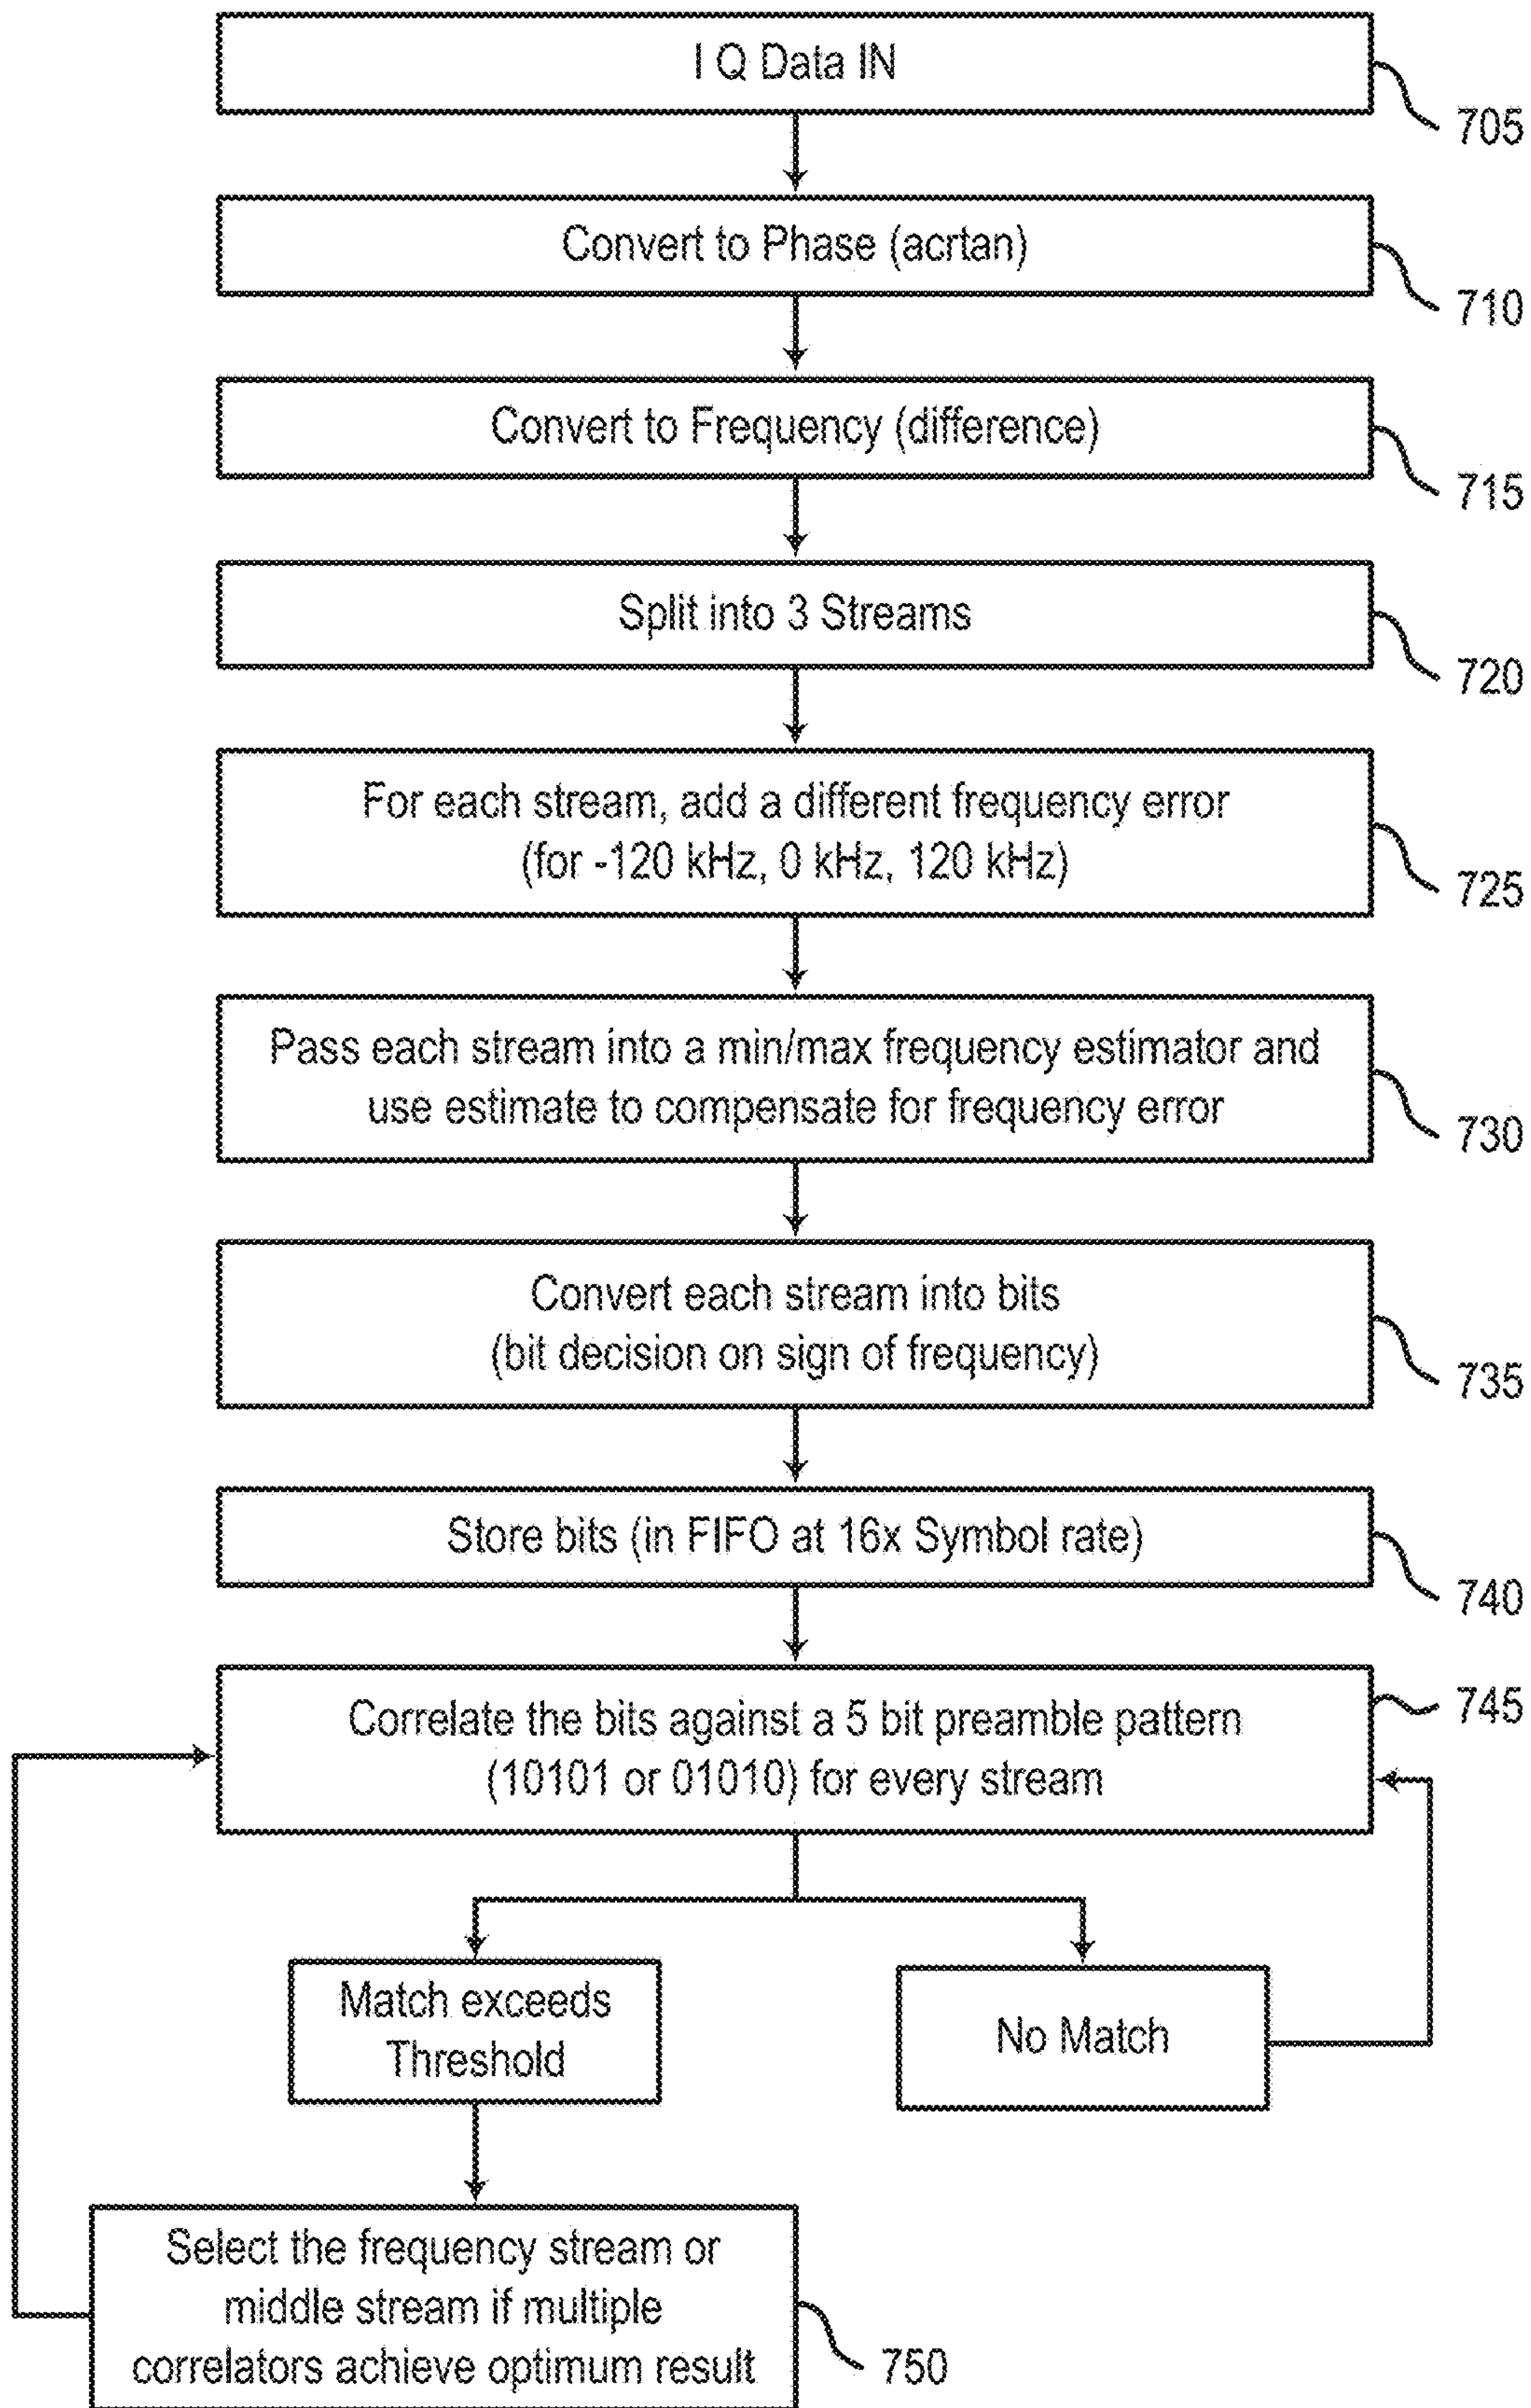 I Q Data IN
705
Convert to Phase (acrtan)
710
Convert to Frequency (difference)
715
Split into 3 Streams
720
For each stream, add a different frequency error
(for -120 kHz, 0 kHz, 120 kHz)
725
Pass each stream into a min/max frequency estimator and
use estimate to compensate for frequency error
730
Convert each stream into bits
(bit decision on sign of frequency)
735
Store bits (in FIFO at 16x Symbol rate)
740
Correlate the bits against a 5 bit preamble pattern
(10101 or 01010) for every stream
745
Match exceeds
Threshold
No Match
Select the frequency stream or
middle stream if multiple
correlators achieve optimum result
750